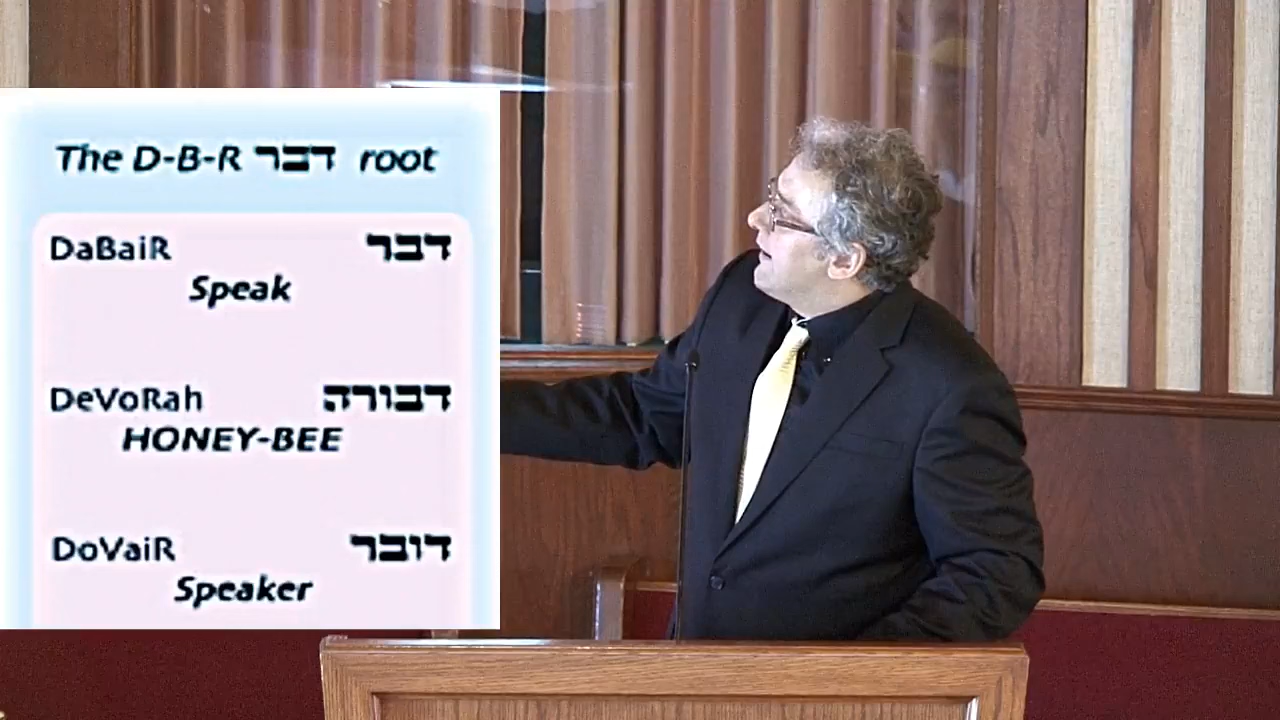 The D-B-R דבר root
DaBaiR דבר
Speak
DeVoRah דבורה
HONEY-BEE
DoVaiR דובר
Speaker